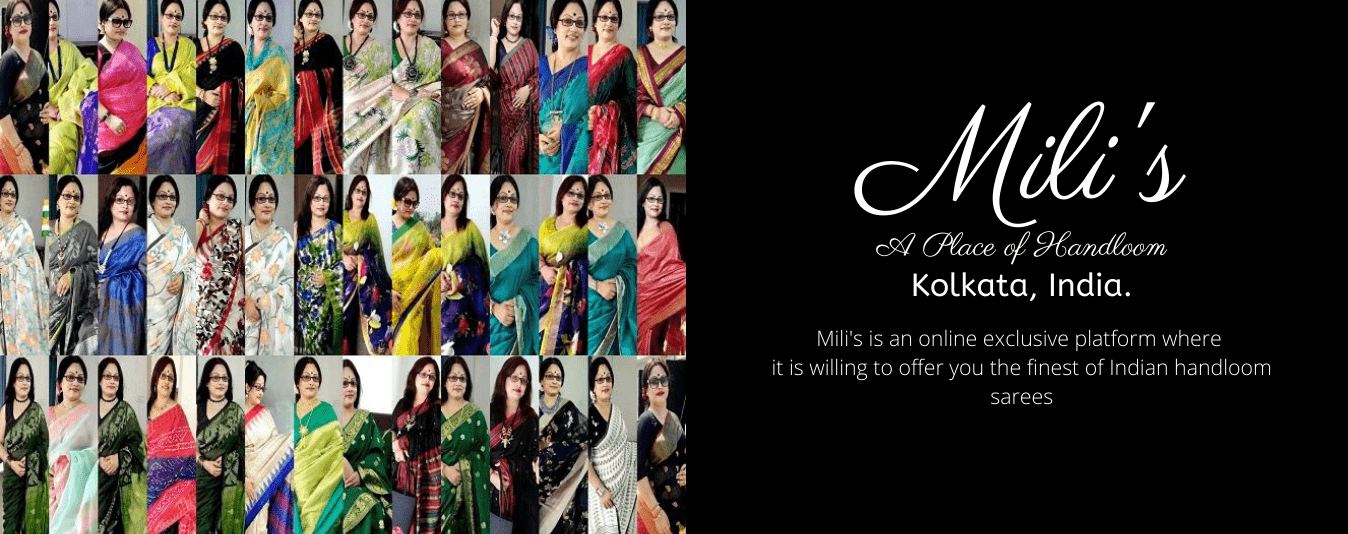 Mili's
A Place of Handloom
Kolkata, India.
Mili's is an online exclusive platform where
it is willing to offer you the finest of Indian handloom
sarees